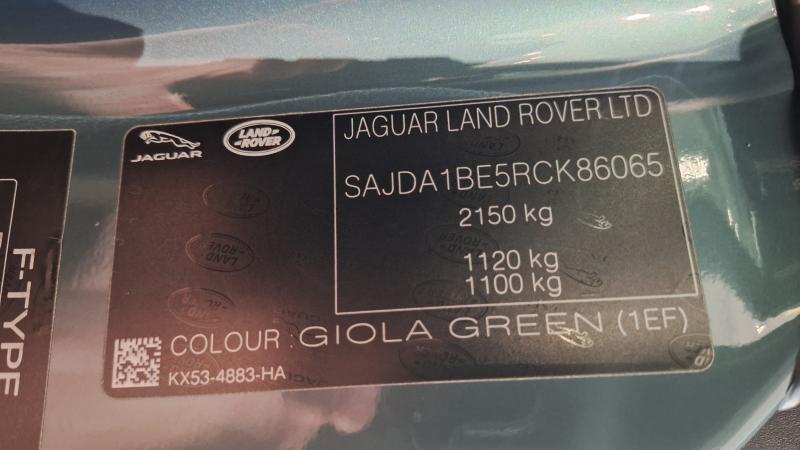 JAGUAR
LAND ROVER
JAGUAR LAND ROVER LTD
SAJDA1BE5RCK86065
2150 kg
1120 kg
1100 kg
COLOUR : GIOLA GREEN (1EF)
KX53-4883-HA
F-TYPE